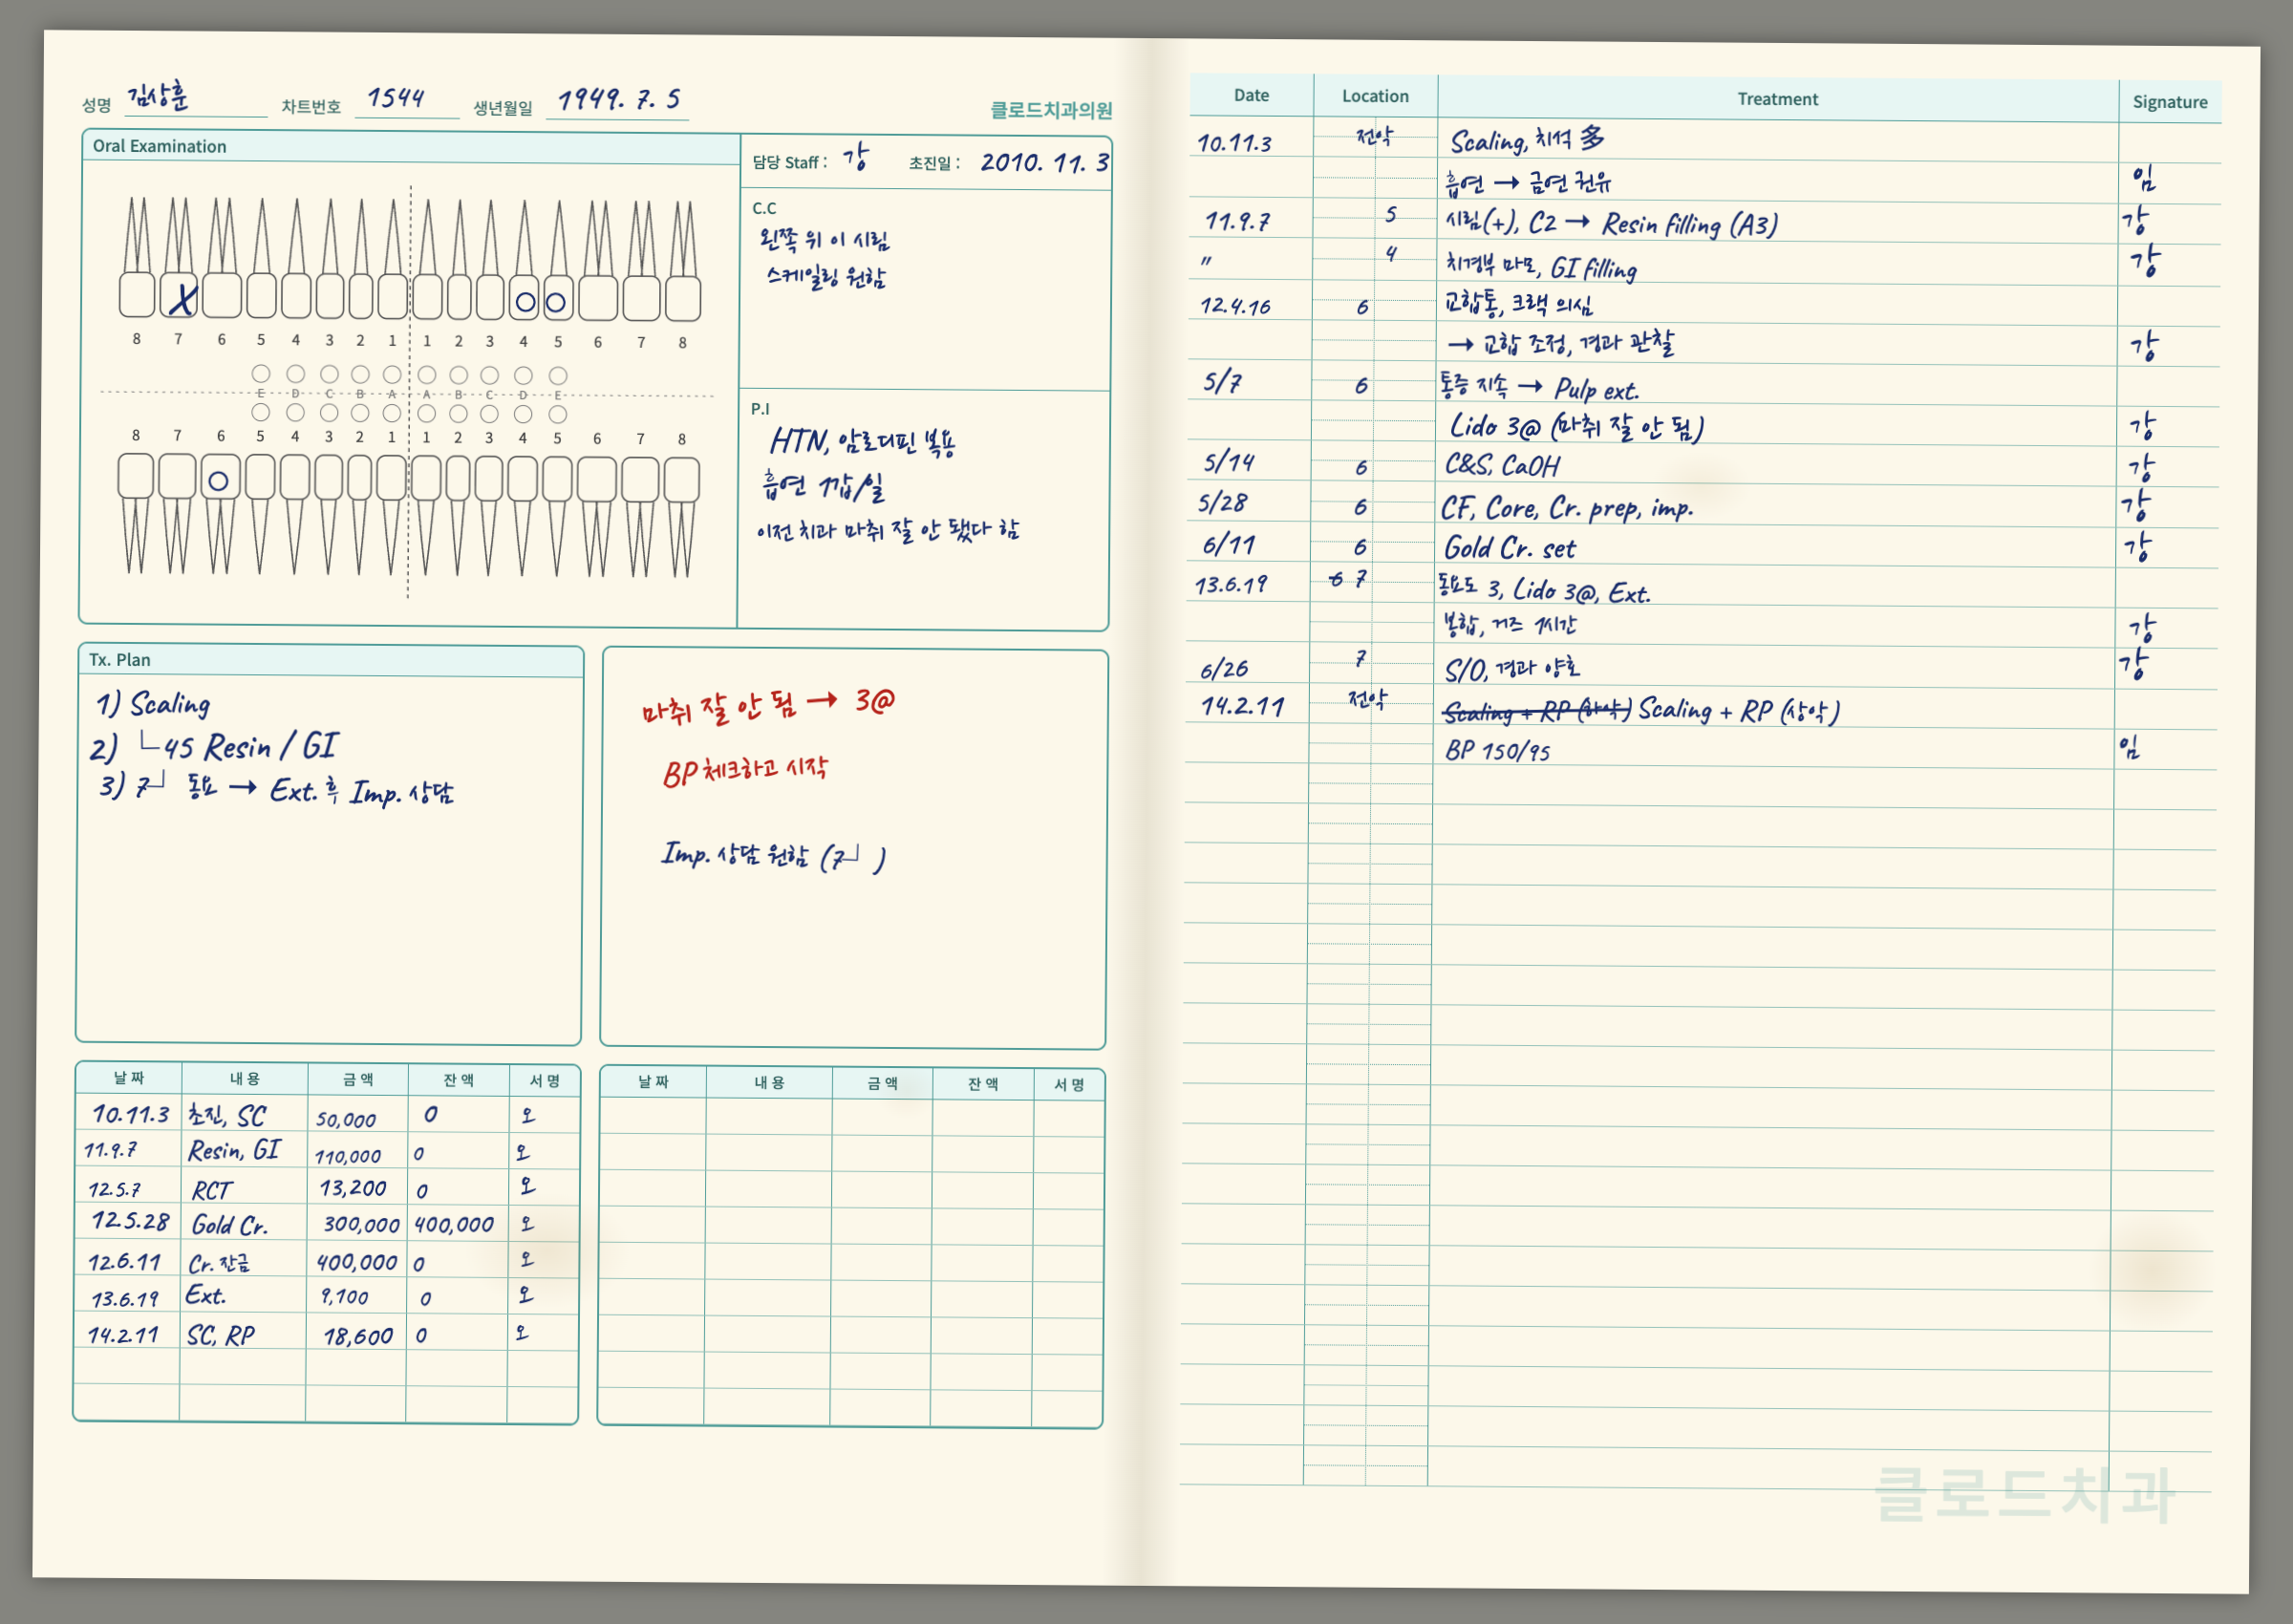 성명 김상훈 차트번호 1544 생년월일 1949. 7. 5 클로드치과의원
Oral Examination
담당 Staff : 강 초진일 : 2010. 11. 3
C.C
왼쪽 위 이 시림
스케일링 원함
X
8 7 6 5 4 3 2 1 1 2 3 4 5 6 7 8
E D C B A A B C D E
8 7 6 5 4 3 2 1 1 2 3 4 5 6 7 8
P.I
HTN, 암로디핀 복용
흡연 1갑/일
이전 치과 마취 잘 안 됐다 함
Tx. Plan
1) Scaling
2) └45 Resin / GI
3) 7┘ 동요 → Ext. 후 Imp. 상담
마취 잘 안 됨 → 3@
BP 체크하고 시작
Imp. 상담 원함 (7┘ )
날 짜 내 용 금 액 잔 액 서 명
10.11.3 초진, SC 50,000 0 오
11.9.7 Resin, GI 110,000 0 오
12.5.7 RCT 13,200 0 오
12.5.28 Gold Cr. 300,000 400,000 오
12.6.11 Cr. 잔금 400,000 0 오
13.6.19 Ext. 9,100 0 오
14.2.11 SC, RP 18,600 0 오
날 짜 내 용 금 액 잔 액 서 명
Date Location Treatment Signature
10.11.3 전악 Scaling, 치석 多
흡연 → 금연 권유 임
11.9.7 5 시림(+), C2 → Resin filling (A3) 강
〃 4 치경부 마모, GI filling 강
12.4.16 6 교합통, 크랙 의심
→ 교합 조정, 경과 관찰 강
5/7 6 통증 지속 → Pulp ext.
Lido 3@ (마취 잘 안 됨) 강
5/14 6 C&S, CaOH 강
5/28 6 CF, Core, Cr. prep, imp. 강
6/11 6 Gold Cr. set 강
13.6.19 6 7 동요도 3, Lido 3@, Ext.
봉합, 거즈 1시간 강
6/26 7 S/O, 경과 양호 강
14.2.11 전악 Scaling + RP (하악) Scaling + RP (상악)
BP 150/95 임
클로드치과